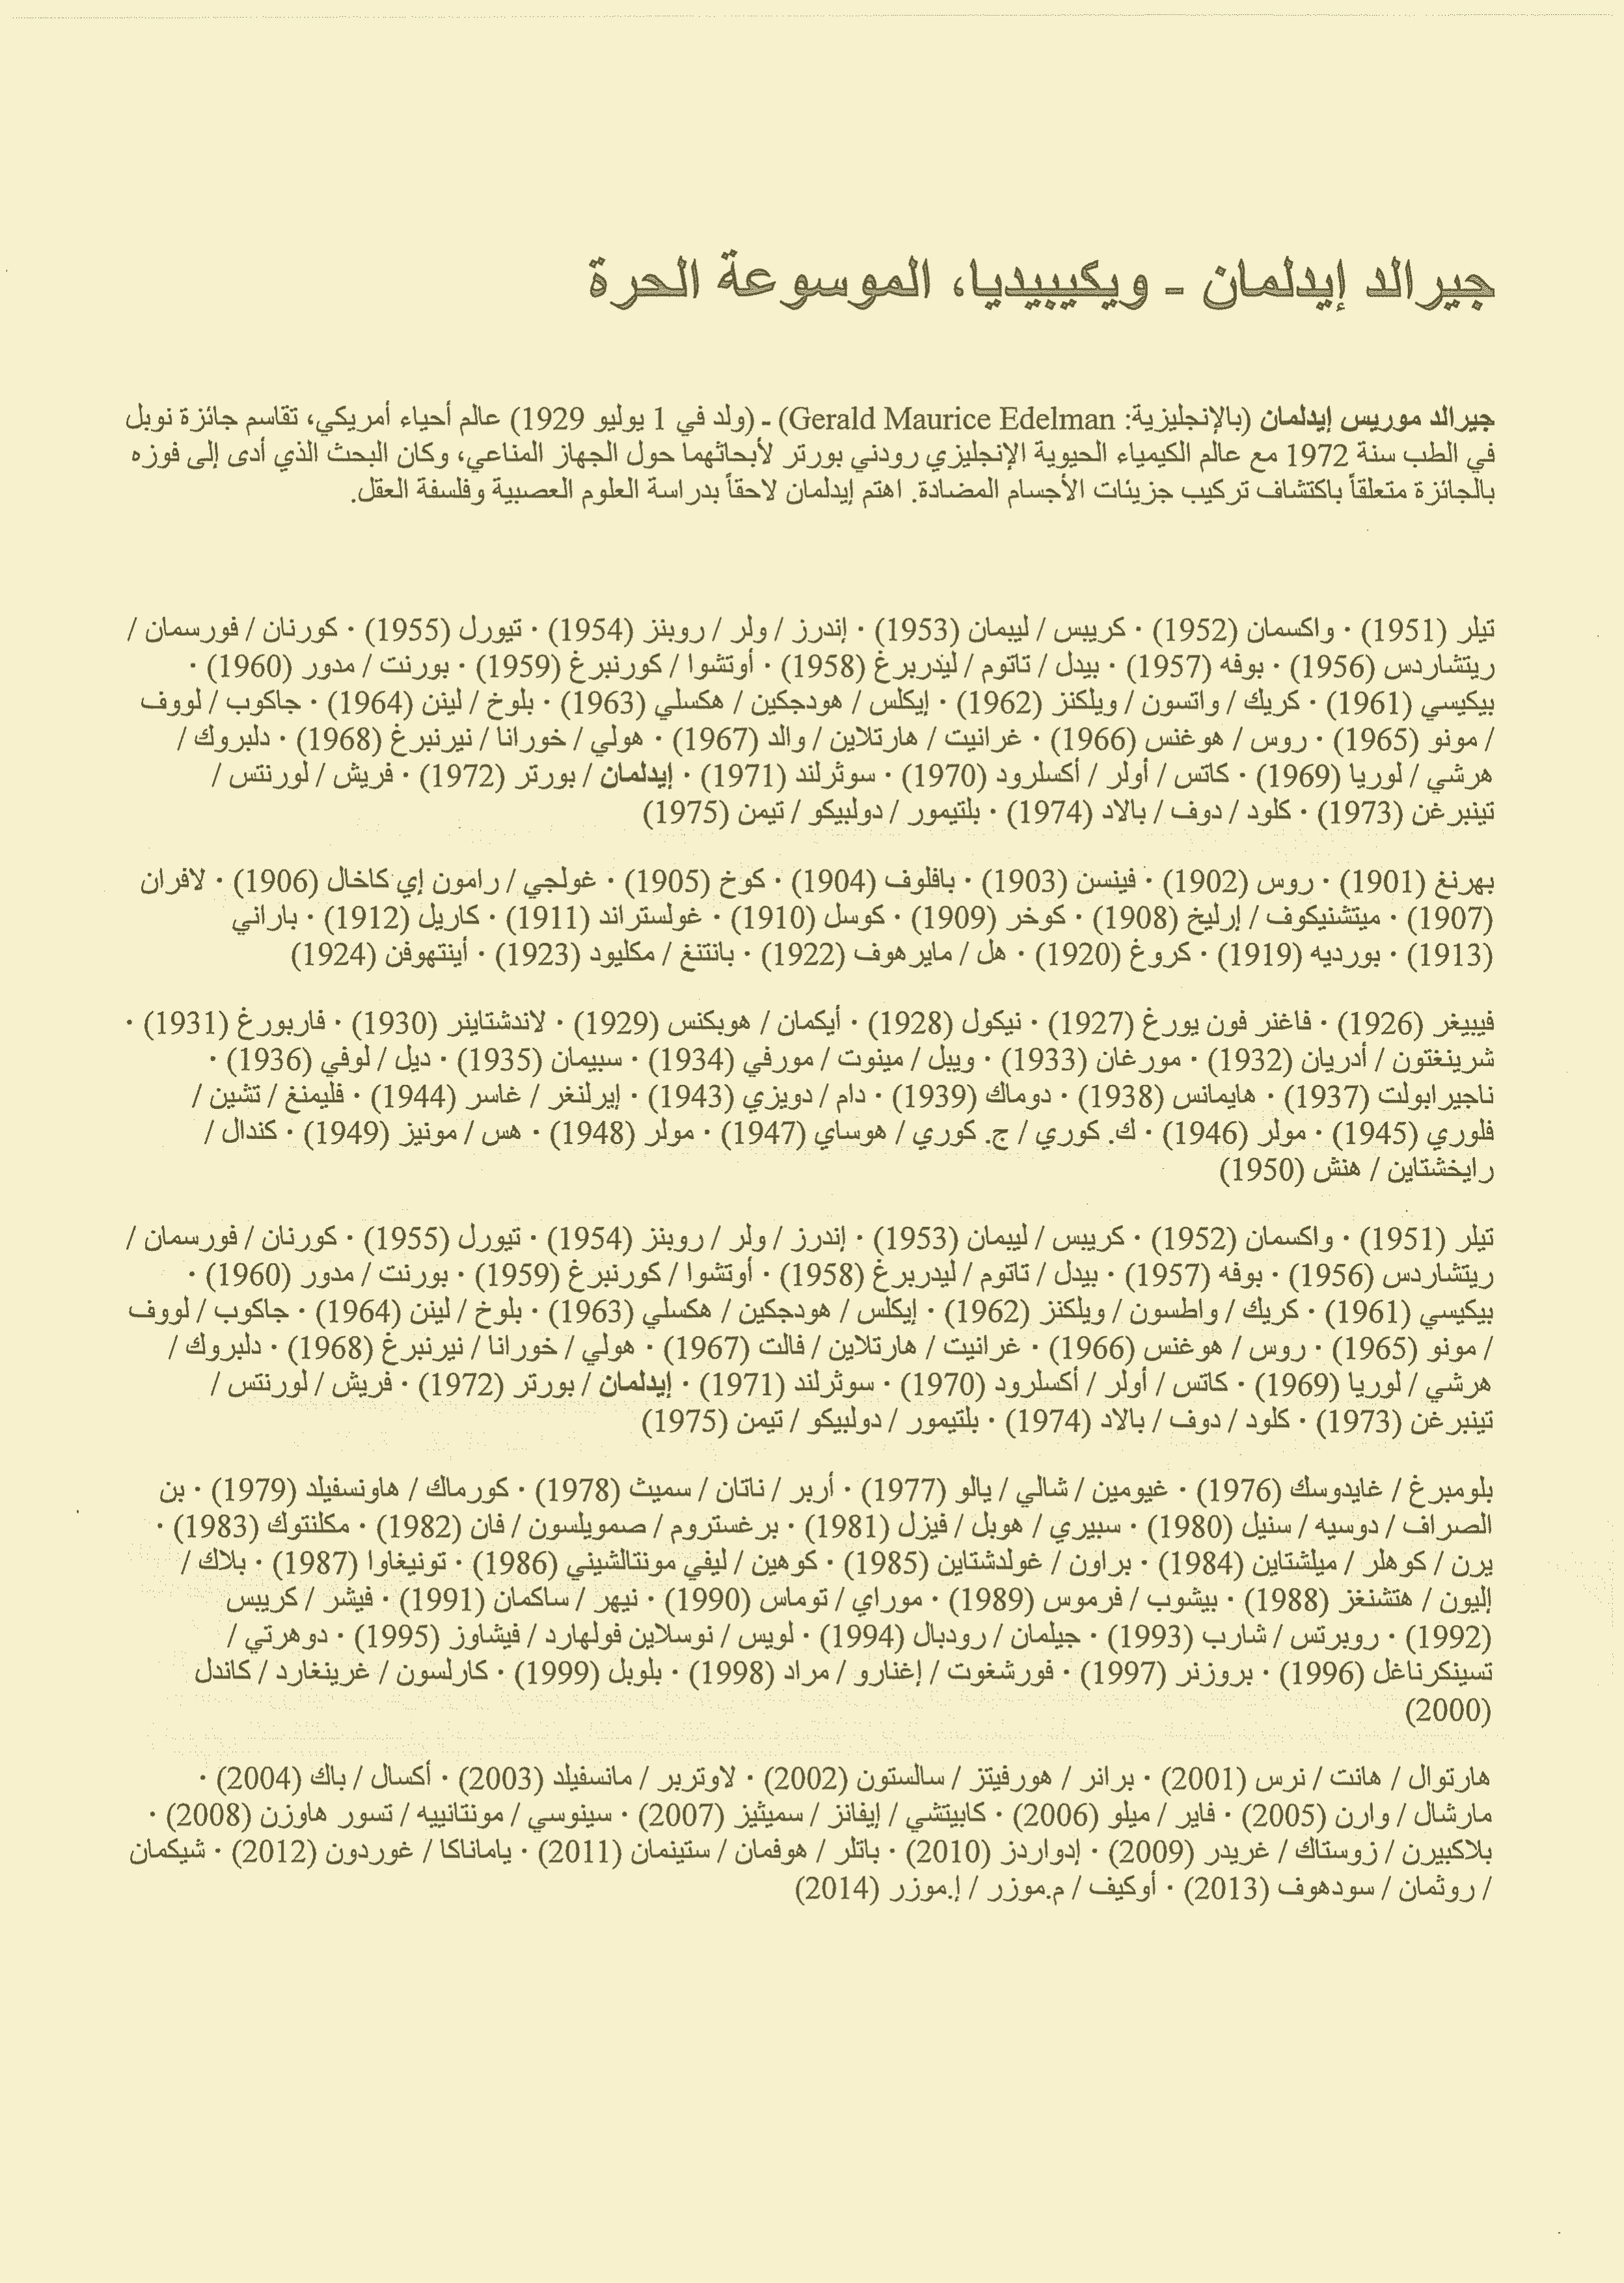 جيرالد إيدلمان - ويكيبيديا، الموسوعة الحرة
جيرالد موريس إيدلمان (بالإنجليزية: Gerald Maurice Edelman) - (ولد في 1 يوليو 1929) عالم أحياء أمريكي، تقاسم جائزة نوبل
في الطب سنة 1972 مع عالم الكيمياء الحيوية الإنجليزي رودني بورتر لأبحاثهما حول الجهاز المناعي، وكان البحث الذي أدى إلى فوزه
بالجائزة متعلقاً باكتشاف تركيب جزيئات الأجسام المضادة. اهتم إيدلمان لاحقاً بدراسة العلوم العصبية وفلسفة العقل.
تيلر (1951) · واكسمان (1952) · كريبس / ليبمان (1953) · إندرز / ولر / روبنز (1954) · تيورل (1955) · كورنان / فورسمان /
ريتشاردس (1956) · بوفه (1957) · بيدل / تاتوم / ليدربرغ (1958) · أوتشوا / كورنبرغ (1959) · بورنت / مدور (1960) ·
بيكيسي (1961) · كريك / واتسون / ويلكنز (1962) · إيكلس / هودجكين / هكسلي (1963) · بلوخ / لينن (1964) · جاكوب / لووف
/ مونو (1965) · روس / هوغنس (1966) · غرانيت / هارتلاين / والد (1967) · هولي / خورانا / نيرنبرغ (1968) · دلبروك /
هرشي / لوريا (1969) · كاتس / أولر / أكسلرود (1970) · سوثرلند (1971) · إيدلمان / بورتر (1972) · فريش / لورنتس /
تينبرغن (1973) · كلود / دوف / بالاد (1974) · بلتيمور / دولبيكو / تيمن (1975)
بهرنغ (1901) · روس (1902) · فينسن (1903) · بافلوف (1904) · كوخ (1905) · غولجي / رامون إي كاخال (1906) · لافران
(1907) · ميتشنيكوف / إرليخ (1908) · كوخر (1909) · كوسل (1910) · غولستراند (1911) · كاريل (1912) · باراني
(1913) · بورديه (1919) · كروغ (1920) · هل / مايرهوف (1922) · بانتنغ / مكليود (1923) · أينتهوفن (1924)
فيبيغر (1926) · فاغنر فون يورغ (1927) · نيكول (1928) · أيكمان / هوبكنس (1929) · لاندشتاينر (1930) · فاربورغ (1931) ·
شرينغتون / أدريان (1932) · مورغان (1933) · وييل / مينوت / مورفي (1934) · سبيمان (1935) · ديل / لوفي (1936) ·
ناجيرابولت (1937) · هايمانس (1938) · دوماك (1939) · دام / دويزي (1943) · إيرلنغر / غاسر (1944) · فليمنغ / تشين /
فلوري (1945) · مولر (1946) · ك. كوري / ج. كوري / هوساي (1947) · مولر (1948) · هس / مونيز (1949) · كندال /
رايخشتاين / هنش (1950)
تيلر (1951) · واكسمان (1952) · كريبس / ليبمان (1953) · إندرز / ولر / روبنز (1954) · تيورل (1955) · كورنان / فورسمان /
ريتشاردس (1956) · بوفه (1957) · بيدل / تاتوم / ليدربرغ (1958) · أوتشوا / كورنبرغ (1959) · بورنت / مدور (1960) ·
بيكيسي (1961) · كريك / واطسون / ويلكنز (1962) · إيكلس / هودجكين / هكسلي (1963) · بلوخ / لينن (1964) · جاكوب / لووف
/ مونو (1965) · روس / هوغنس (1966) · غرانيت / هارتلاين / فالت (1967) · هولي / خورانا / نيرنبرغ (1968) · دلبروك /
هرشي / لوريا (1969) · كاتس / أولر / أكسلرود (1970) · سوثرلند (1971) · إيدلمان / بورتر (1972) · فريش / لورنتس /
تينبرغن (1973) · كلود / دوف / بالاد (1974) · بلتيمور / دولبيكو / تيمن (1975)
بلومبرغ / غايدوسك (1976) · غيومين / شالي / يالو (1977) · أربر / ناتان / سميث (1978) · كورماك / هاونسفيلد (1979) · بن
الصراف / دوسيه / سنيل (1980) · سبيري / هوبل / فيزل (1981) · برغستروم / صمويلسون / فان (1982) · مكلنتوك (1983) ·
يرن / كوهلر / ميلشتاين (1984) · براون / غولدشتاين (1985) · كوهين / ليفي مونتالشيني (1986) · تونيغاوا (1987) · بلاك /
إليون / هتشنغز (1988) · بيشوب / فرموس (1989) · موراي / توماس (1990) · نيهر / ساكمان (1991) · فيشر / كريبس
(1992) · روبرتس / شارب (1993) · جيلمان / رودبال (1994) · لويس / نوسلاين فولهارد / فيشاوز (1995) · دوهرتي /
تسينكرناغل (1996) · بروزنر (1997) · فورشغوت / إغنارو / مراد (1998) · بلوبل (1999) · كارلسون / غرينغارد / كاندل
(2000)
هارتوال / هانت / نرس (2001) · برانر / هورفيتز / سالستون (2002) · لاوتربر / مانسفيلد (2003) · أكسال / باك (2004) ·
مارشال / وارن (2005) · فاير / ميلو (2006) · كابيتشي / إيفانز / سميثيز (2007) · سينوسي / مونتانييه / تسور هاوزن (2008) ·
بلاكبيرن / زوستاك / غريدر (2009) · إدواردز (2010) · باتلر / هوفمان / ستينمان (2011) · ياماناكا / غوردون (2012) · شيكمان
/ روثمان / سودهوف (2013) · أوكيف / م.موزر / إ.موزر (2014)